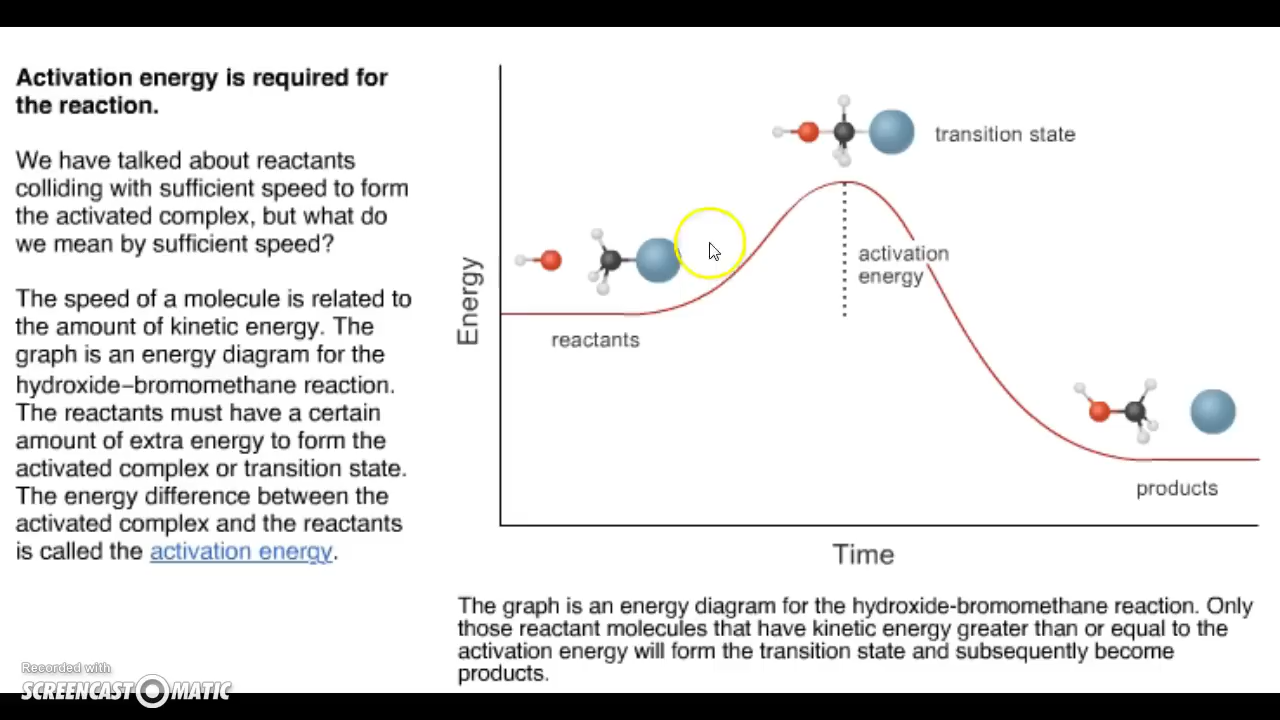 Activation energy is required for
the reaction.
We have talked about reactants
colliding with sufficient speed to form
the activated complex, but what do
we mean by sufficient speed?
The speed of a molecule is related to
the amount of kinetic energy. The
graph is an energy diagram for the
hydroxide–bromomethane reaction.
The reactants must have a certain
amount of extra energy to form the
activated complex or transition state.
The energy difference between the
activated complex and the reactants
is called the activation energy.
Energy
transition state
activation
energy
reactants
products
Time
The graph is an energy diagram for the hydroxide-bromomethane reaction. Only
those reactant molecules that have kinetic energy greater than or equal to the
activation energy will form the transition state and subsequently become
products.
Recorded with
SCREENCAST MATIC